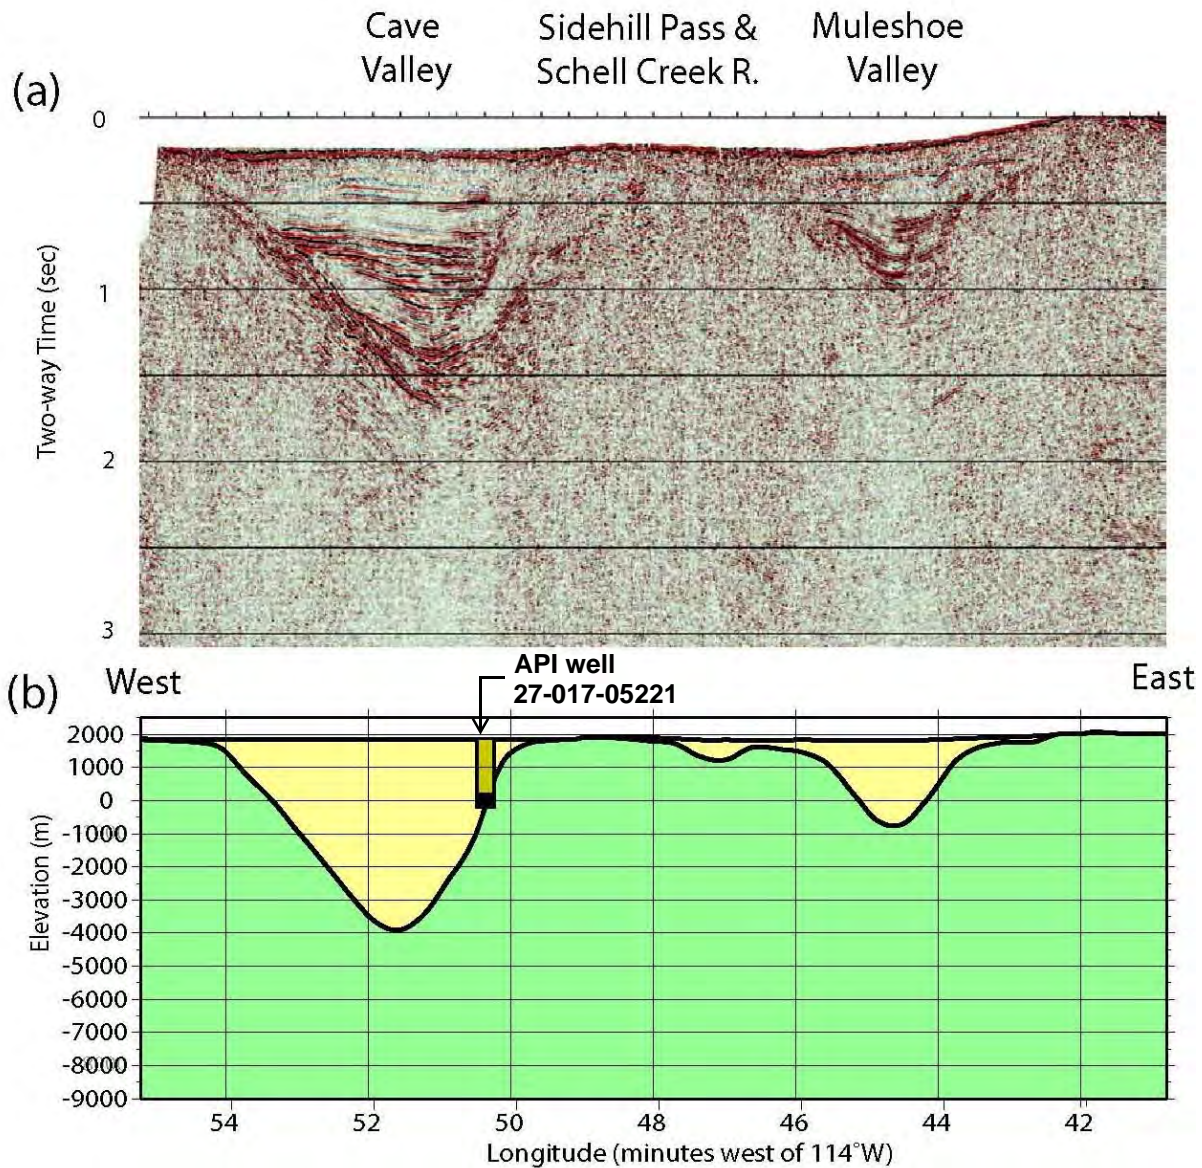 Cave
Valley
Sidehill Pass &
Schell Creek R.
Muleshoe
Valley
(a)
0
1
2
3
Two-way Time (sec)
(b)
West
API well
27-017-05221
East
2000
1000
0
-1000
-2000
-3000
-4000
-5000
-6000
-7000
-8000
-9000
Elevation (m)
54 52 50 48 46 44 42
Longitude (minutes west of 114°W)